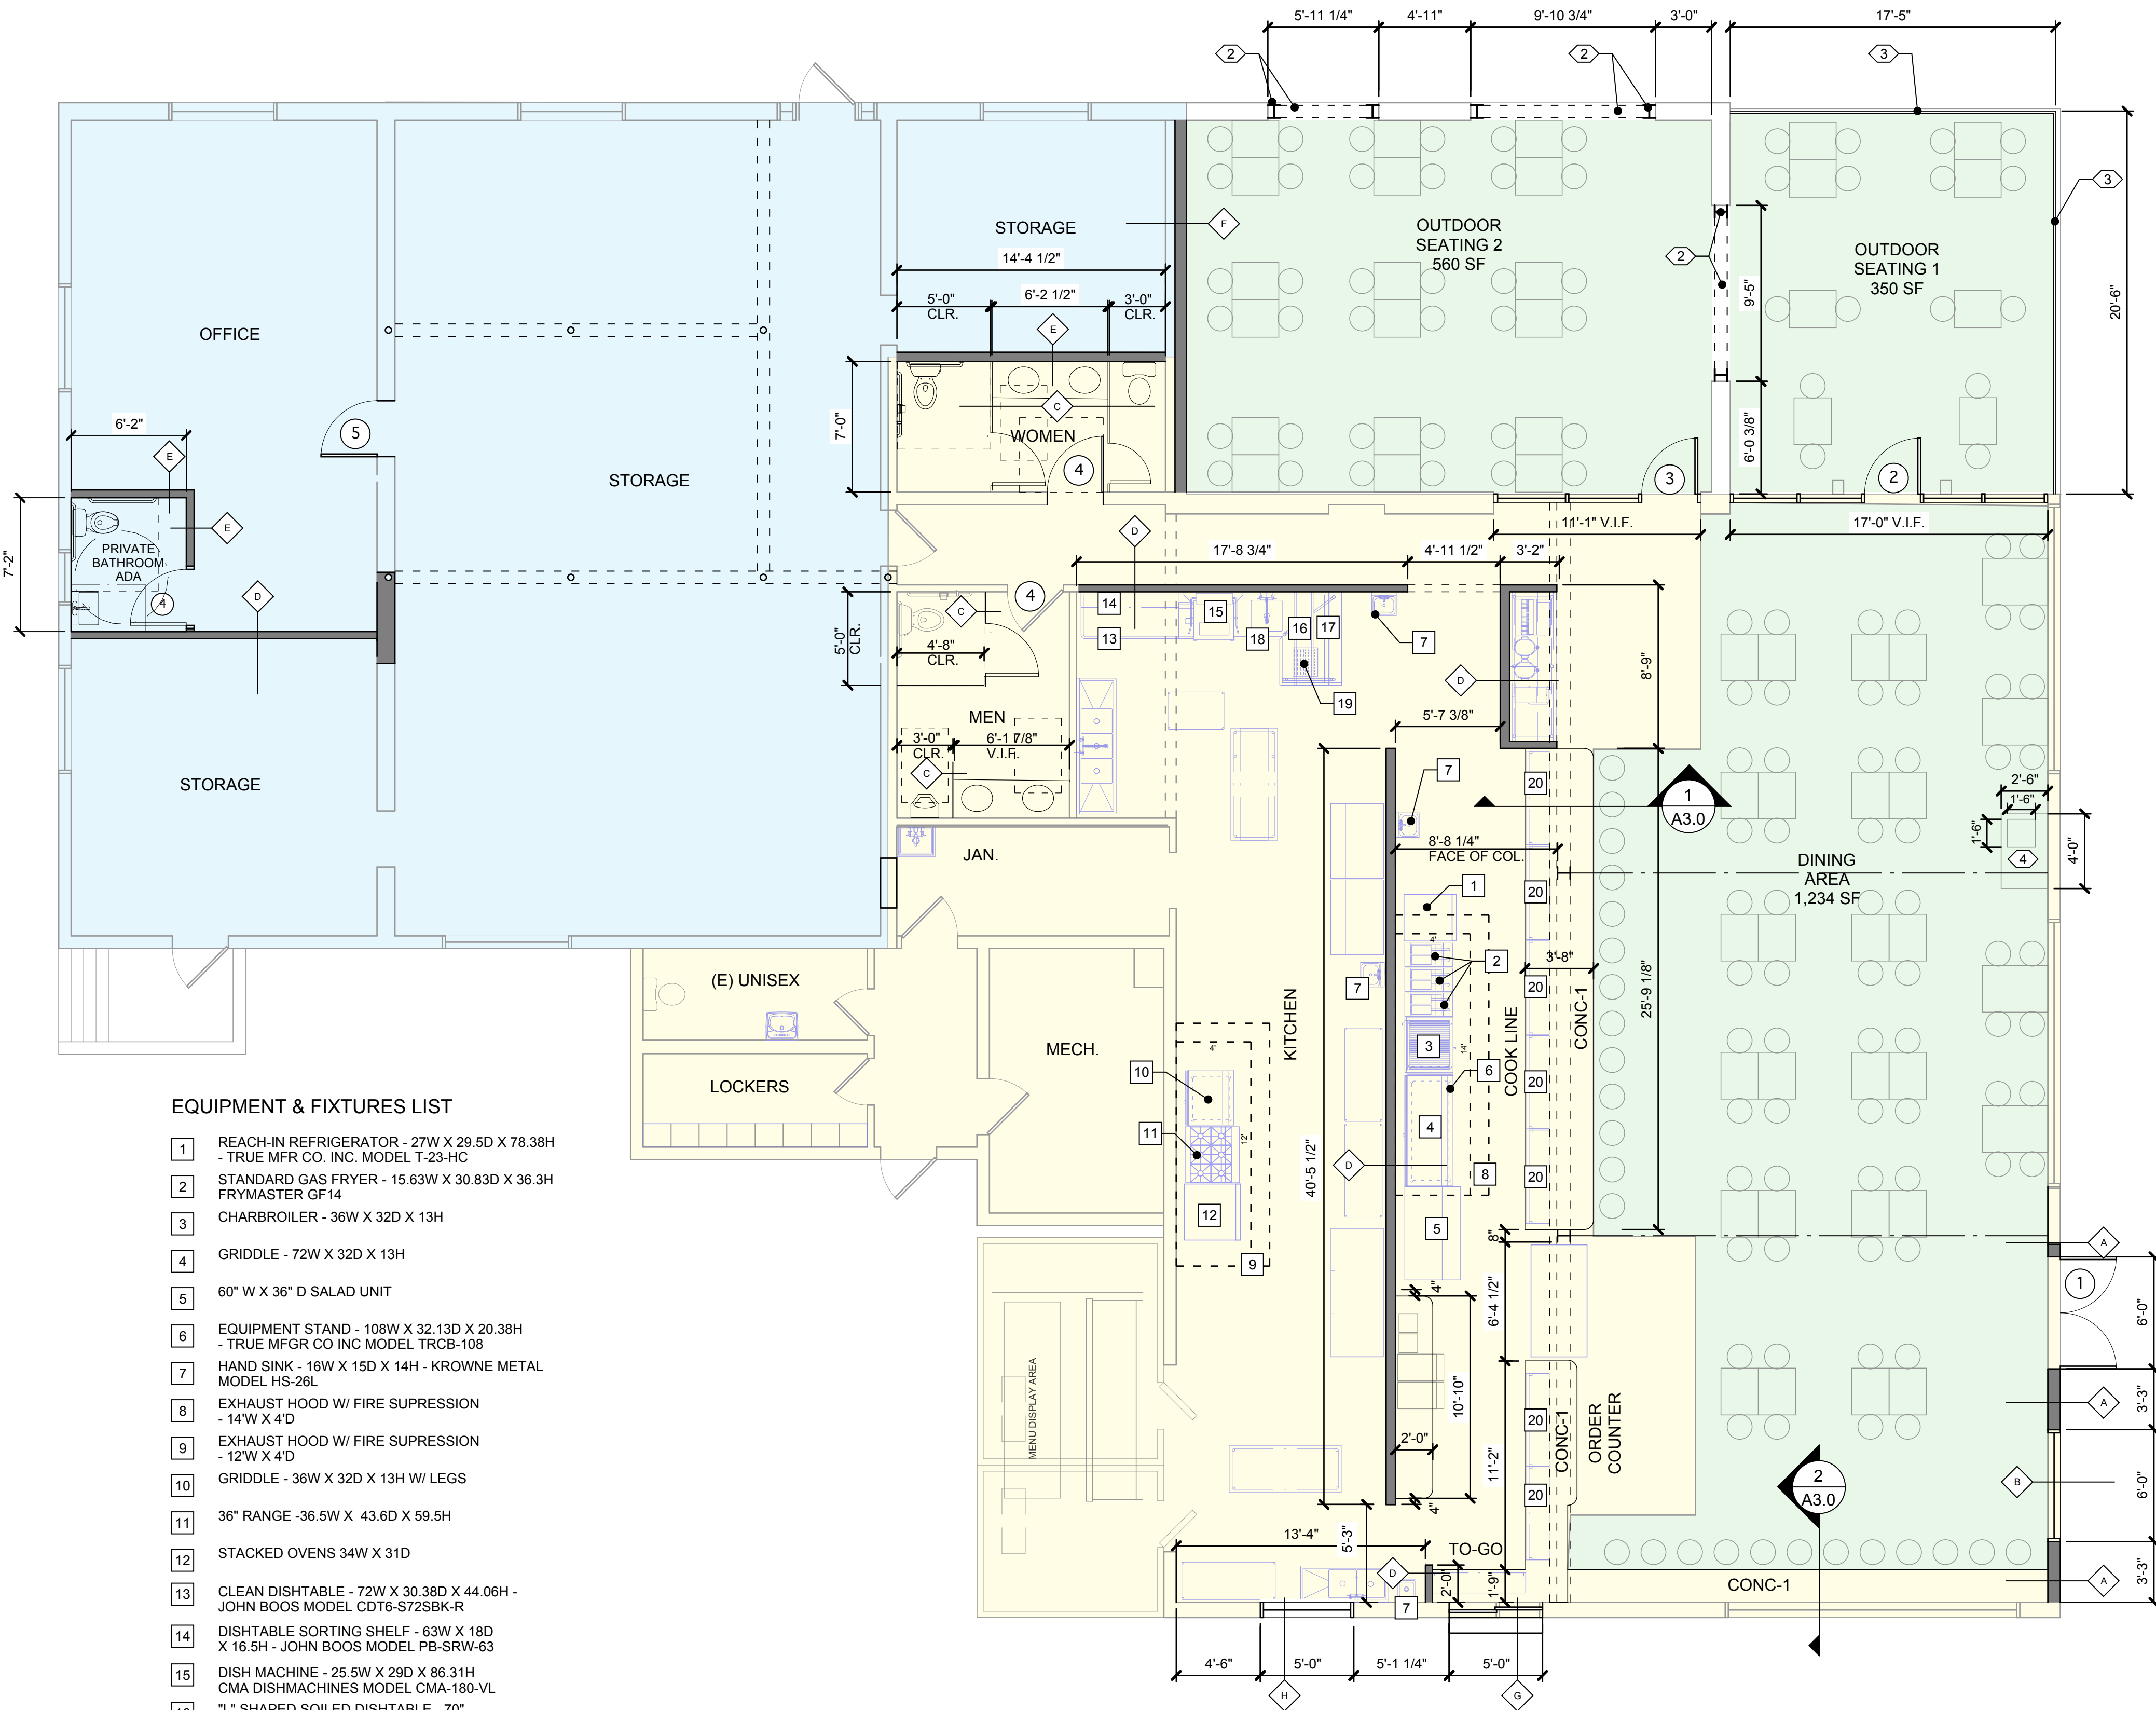 5'-11 1/4"
4'-11"
9'-10 3/4"
3'-0"
17'-5"
2
2
3
3
STORAGE
F
14'-4 1/2"
5'-0"
CLR.
6'-2 1/2"
3'-0"
CLR.
E
OUTDOOR
SEATING 2
560 SF
2
9'-5"
OUTDOOR
SEATING 1
350 SF
20'-6"
OFFICE
6'-2"
5
E
E
7'-2"
PRIVATE
BATHROOM
ADA
4
D
STORAGE
7'-0"
C
WOMEN
4
6'-0 3/8"
3
2
11'-1" V.I.F.
17'-0" V.I.F.
D
17'-8 3/4"
4'-11 1/2"
3'-2"
4
C
5'-0"
CLR.
4'-8"
CLR.
14
13
15
18
16
17
7
19
D
8'-9"
STORAGE
MEN
3'-0"
CLR.
6'-1 7/8"
V.I.F.
C
5'-7 3/8"
7
20
1
A3.0
2'-6"
1'-6"
1'-6"
4
4'-0"
JAN.
8'-8 1/4"
FACE OF COL.
DINING
AREA
1,234 SF
1
20
4'
2
3'-8"
7
20
25'-9 1/8"
(E) UNISEX
KITCHEN
MECH.
COOK LINE
CONC-1
3
14'
6
20
LOCKERS
4'
10
11
12'
4
40'-5 1/2"
D
8
20
12
5
9
8"
6'-4 1/2"
4"
A
1
6'-0"
MENU DISPLAY AREA
10'-10"
2'-0"
4"
11'-2"
20
CONC-1
ORDER
COUNTER
20
A
3'-3"
2
A3.0
B
6'-0"
13'-4"
5'-3"
TO-GO
D
2'-0"
1'-9"
7
CONC-1
A
3'-3"
4'-6"
5'-0"
5'-1 1/4"
5'-0"
H
G
EQUIPMENT & FIXTURES LIST
1 REACH-IN REFRIGERATOR - 27W X 29.5D X 78.38H
- TRUE MFR CO. INC. MODEL T-23-HC
2 STANDARD GAS FRYER - 15.63W X 30.83D X 36.3H
FRYMASTER GF14
3 CHARBROILER - 36W X 32D X 13H
4 GRIDDLE - 72W X 32D X 13H
5 60" W X 36" D SALAD UNIT
6 EQUIPMENT STAND - 108W X 32.13D X 20.38H
- TRUE MFGR CO INC MODEL TRCB-108
7 HAND SINK - 16W X 15D X 14H - KROWNE METAL
MODEL HS-26L
8 EXHAUST HOOD W/ FIRE SUPRESSION
- 14'W X 4'D
9 EXHAUST HOOD W/ FIRE SUPRESSION
- 12'W X 4'D
10 GRIDDLE - 36W X 32D X 13H W/ LEGS
11 36" RANGE -36.5W X 43.6D X 59.5H
12 STACKED OVENS 34W X 31D
13 CLEAN DISHTABLE - 72W X 30.38D X 44.06H -
JOHN BOOS MODEL CDT6-S72SBK-R
14 DISHTABLE SORTING SHELF - 63W X 18D
X 16.5H - JOHN BOOS MODEL PB-SRW-63
15 DISH MACHINE - 25.5W X 29D X 86.31H
CMA DISHMACHINES MODEL CMA-180-VL
"L" SHAPED SOILED DISHTABLE - 70"